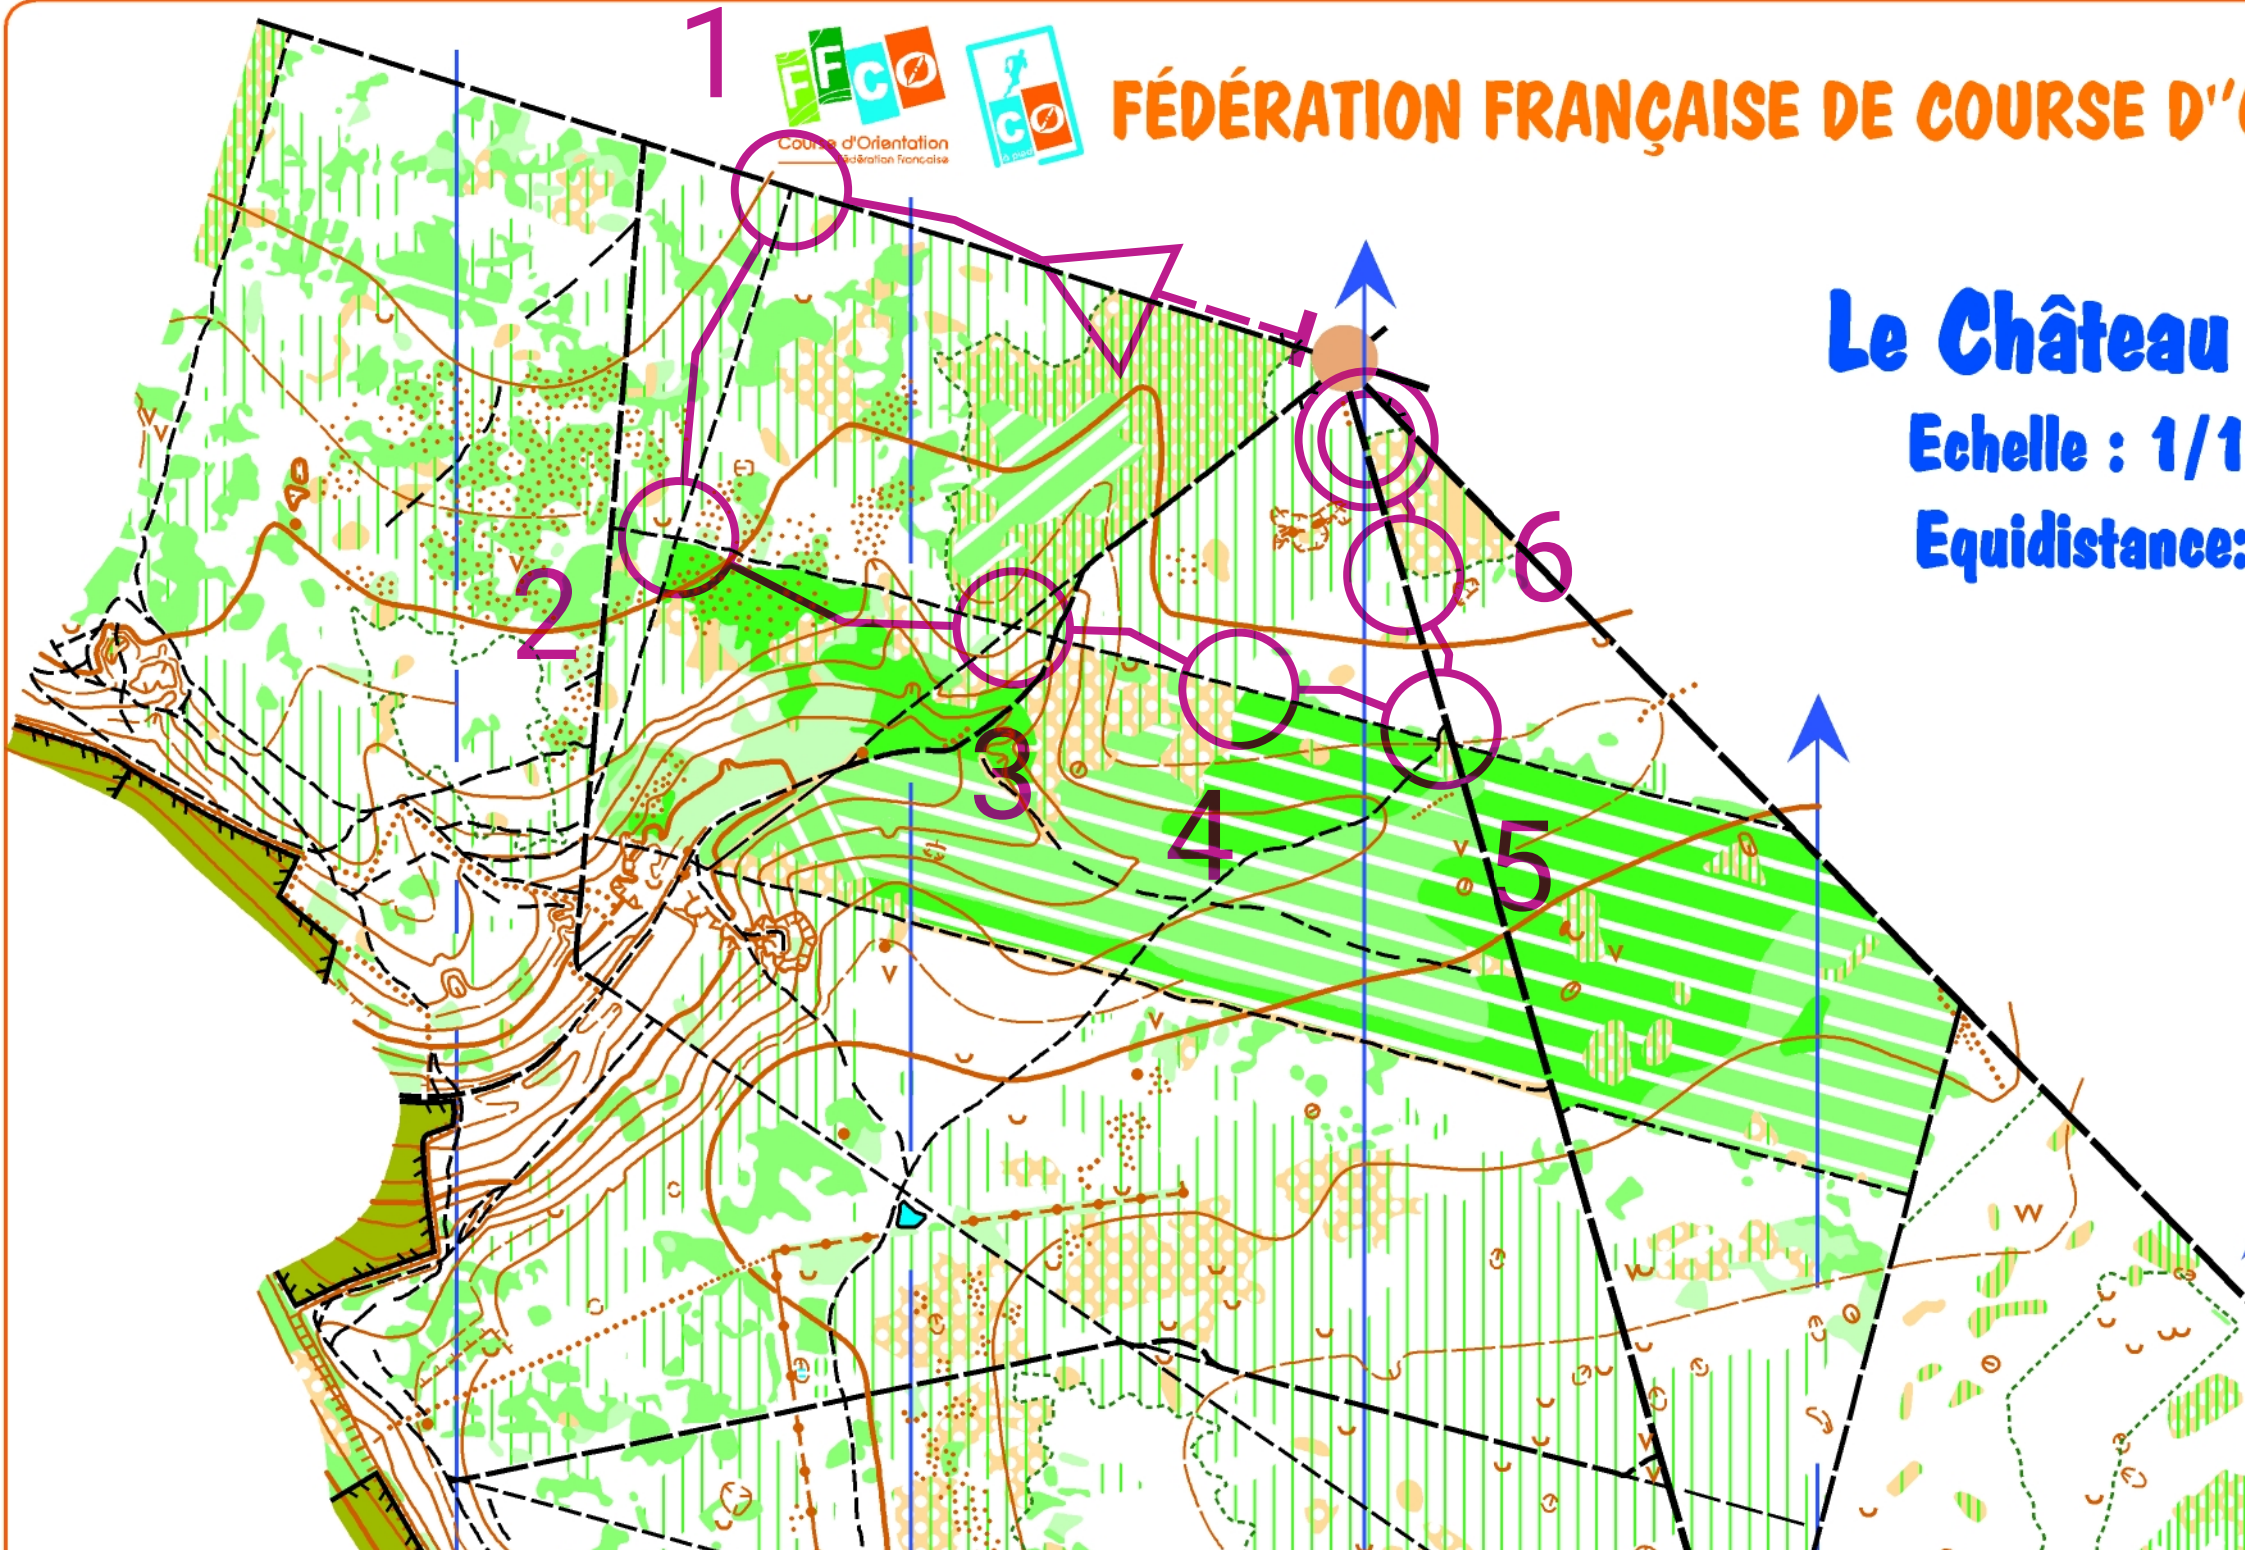 1
FFCO
Course d'Orientation
Fédération Française
CO
à pied
FÉDÉRATION FRANÇAISE DE COURSE D'
Le Château
Echelle : 1/1
Equidistance:
6
2
3
4
5